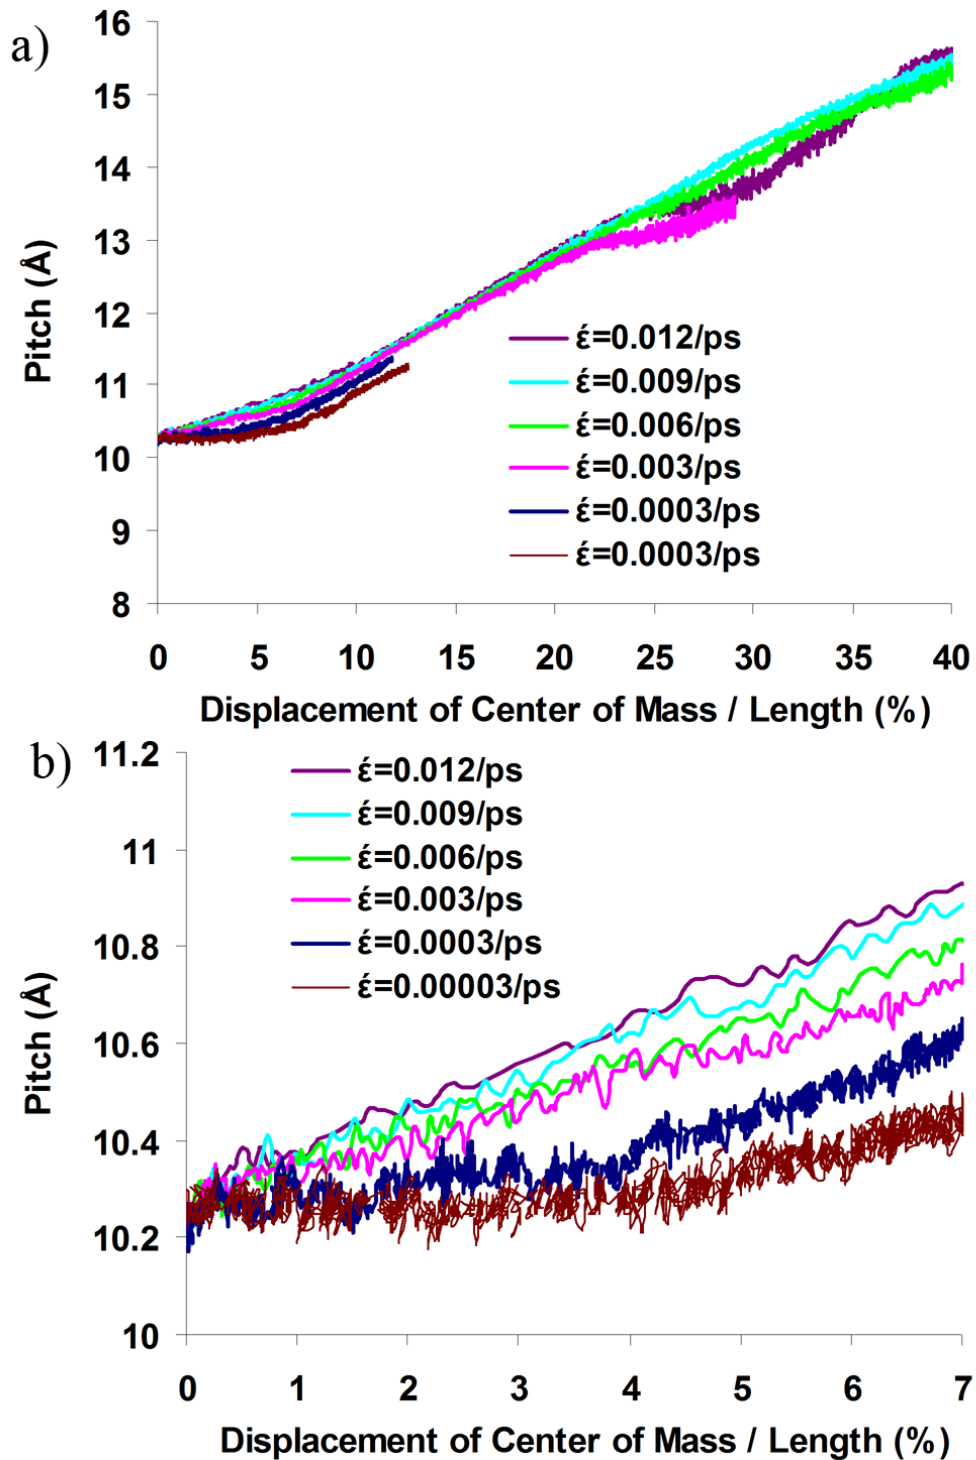 a)
16
15
14
13
12
11
10
9
8
Pitch (Å)
έ=0.012/ps
έ=0.009/ps
έ=0.006/ps
έ=0.003/ps
έ=0.0003/ps
έ=0.0003/ps
0 5 10 15 20 25 30 35 40
Displacement of Center of Mass / Length (%)
b)
11.2
11
10.8
10.6
10.4
10.2
10
Pitch (Å)
έ=0.012/ps
έ=0.009/ps
έ=0.006/ps
έ=0.003/ps
έ=0.0003/ps
έ=0.00003/ps
0 1 2 3 4 5 6 7
Displacement of Center of Mass / Length (%)